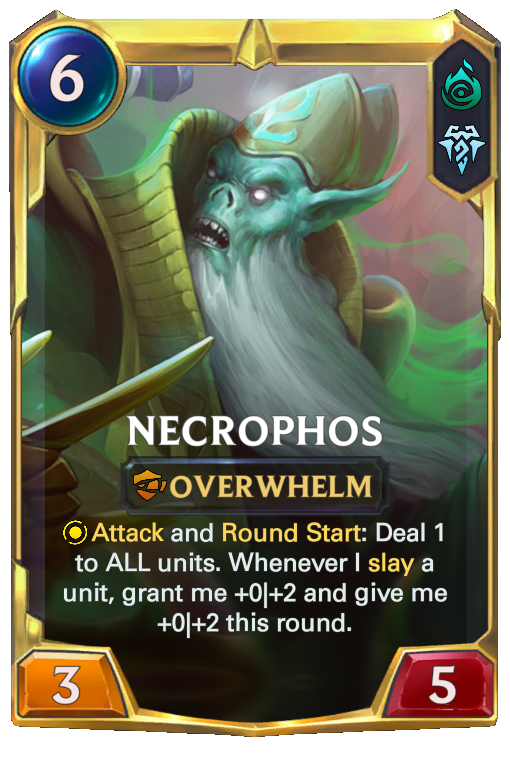 6
NECROPHOS
OVERWHELM
Attack and Round Start: Deal 1
to ALL units. Whenever I slay a
unit, grant me +0|+2 and give me
+0|+2 this round.
3
5